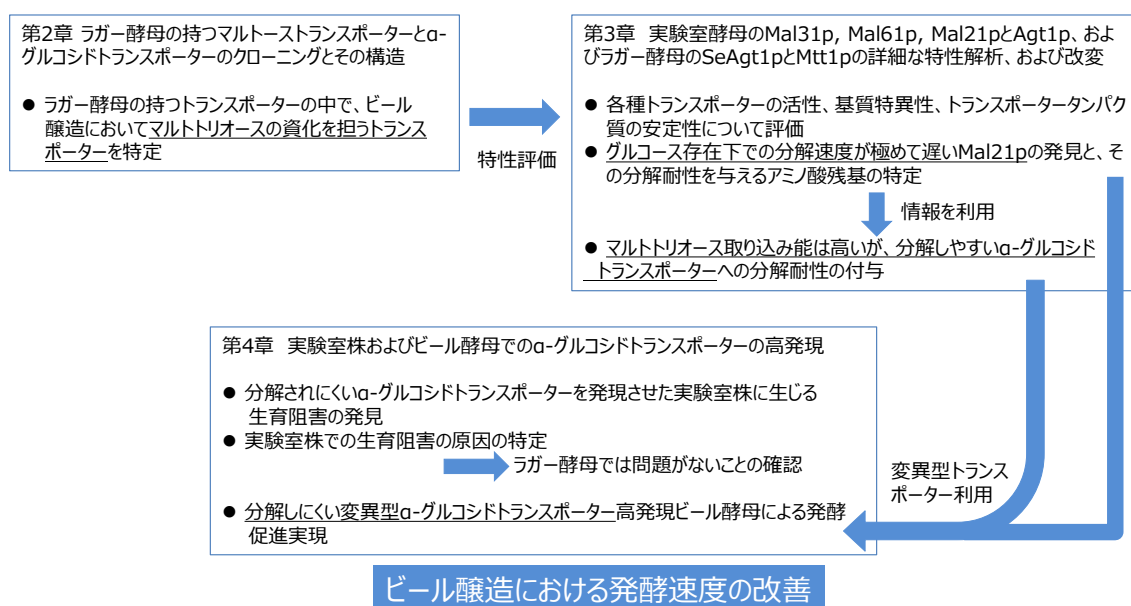 第2章 ラガー酵母の持つマルトーストランスポーターとα-
グルコシドトランスポーターのクローニングとその構造
● ラガー酵母の持つトランスポーターの中で、ビール
醸造においてマルトトリオースの資化を担うトランス
ポーターを特定
特性評価
第3章 実験室酵母のMal31p, Mal61p, Mal21pとAgt1p、およ
びラガー酵母のSeAgt1pとMtt1pの詳細な特性解析、および改変
● 各種トランスポーターの活性、基質特異性、トランスポータータンパク
質の安定性について評価
● グルコース存在下での分解速度が極めて遅いMal21pの発見と、そ
の分解耐性を与えるアミノ酸残基の特定
情報を利用
● マルトトリオース取り込み能は高いが、分解しやすいα-グルコシド
トランスポーターへの分解耐性の付与
第4章 実験室株およびビール酵母でのα-グルコシドトランスポーターの高発現
● 分解されにくいα-グルコシドトランスポーターを発現させた実験室株に生じる
生育阻害の発見
● 実験室株での生育阻害の原因の特定
ラガー酵母では問題がないことの確認
● 分解しにくい変異型α-グルコシドトランスポーター高発現ビール酵母による発酵
促進実現
変異型トランス
ポーター利用
ビール醸造における発酵速度の改善